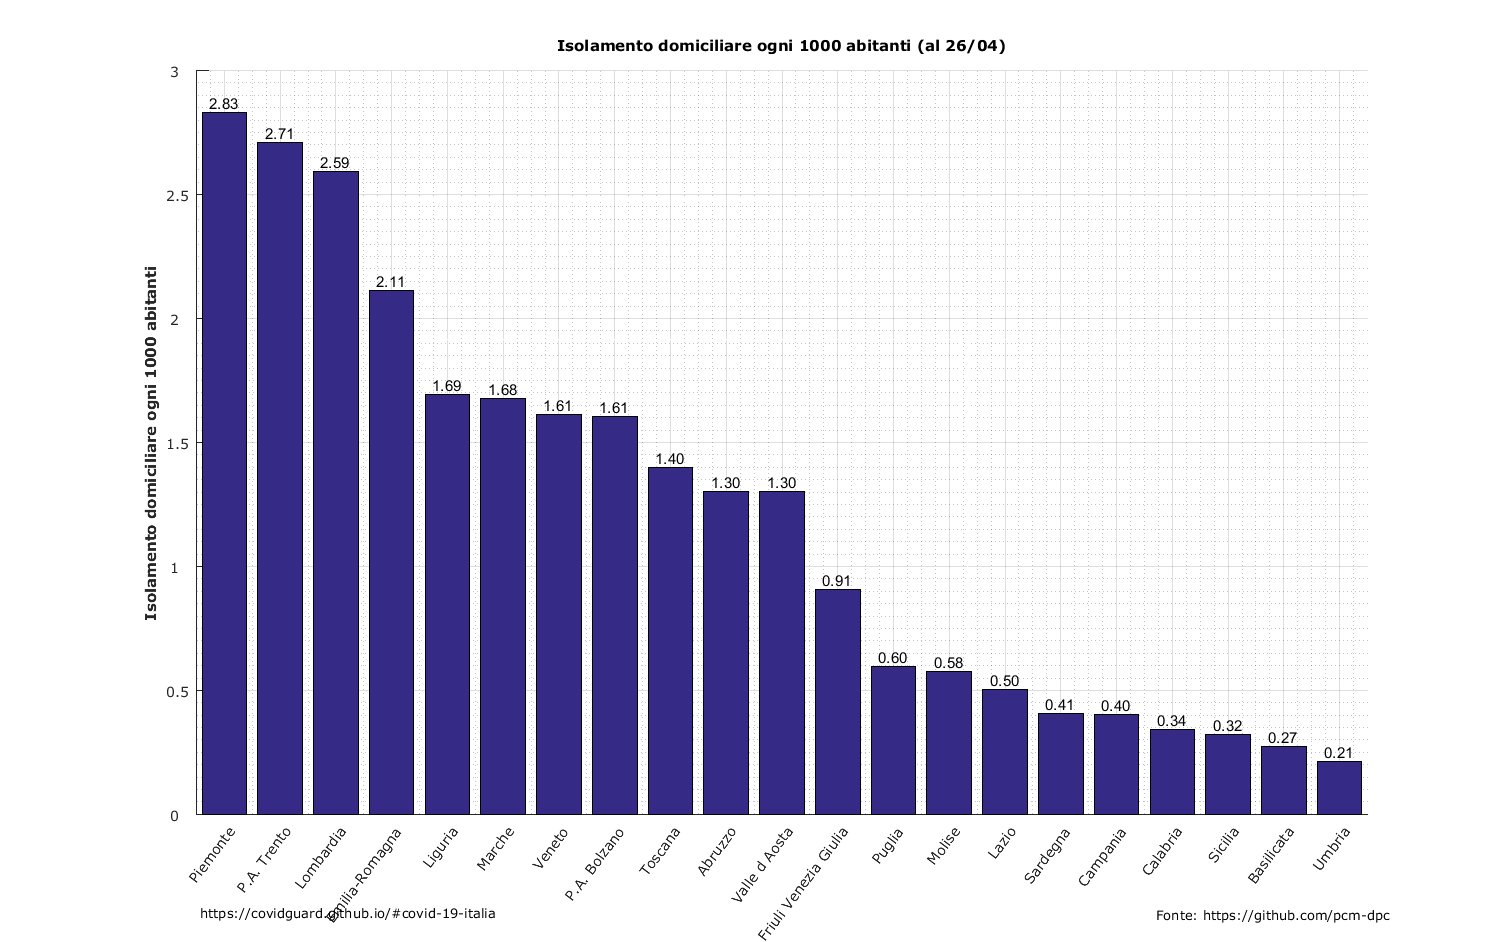 Isolamento domiciliare ogni 1000 abitanti (al 26/04)
Isolamento domiciliare ogni 1000 abitanti
3
2.5
2
1.5
1
0.5
0
2.83
2.71
2.59
2.11
1.69
1.68
1.61
1.61
1.40
1.30
1.30
0.91
0.60
0.58
0.50
0.41
0.40
0.34
0.32
0.27
0.21
Piemonte
P.A. Trento
Lombardia
Emilia-Romagna
Liguria
Marche
Veneto
P.A. Bolzano
Toscana
Abruzzo
Valle d Aosta
Friuli Venezia Giulia
Puglia
Molise
Lazio
Sardegna
Campania
Calabria
Sicilia
Basilicata
Umbria
https://covidguard.github.io/#covid-19-italia
Fonte: https://github.com/pcm-dpc